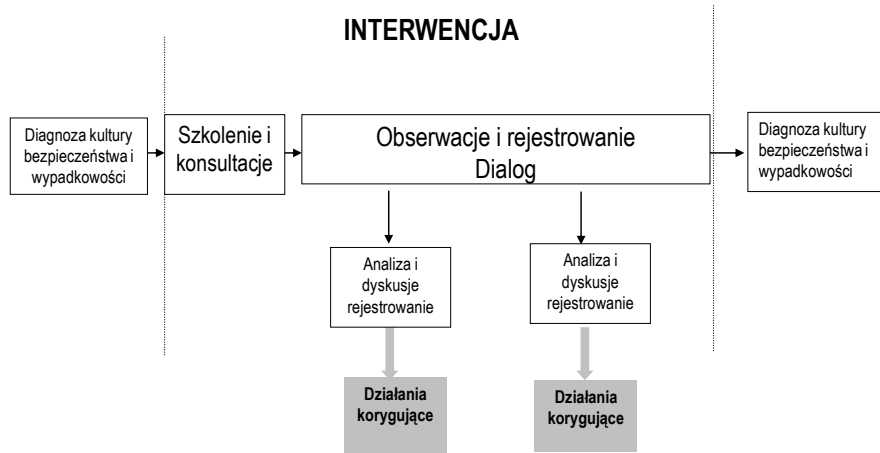 INTERWENCJA
Diagnoza kultury
bezpieczeństwa i
wypadkowości
Szkolenie i
konsultacje
Obserwacje i rejestrowanie
Dialog
Diagnoza kultury
bezpieczeństwa i
wypadkowości
Analiza i
dyskusje
rejestrowanie
Analiza i
dyskusje
rejestrowanie
Działania
korygujące
Działania
korygujące